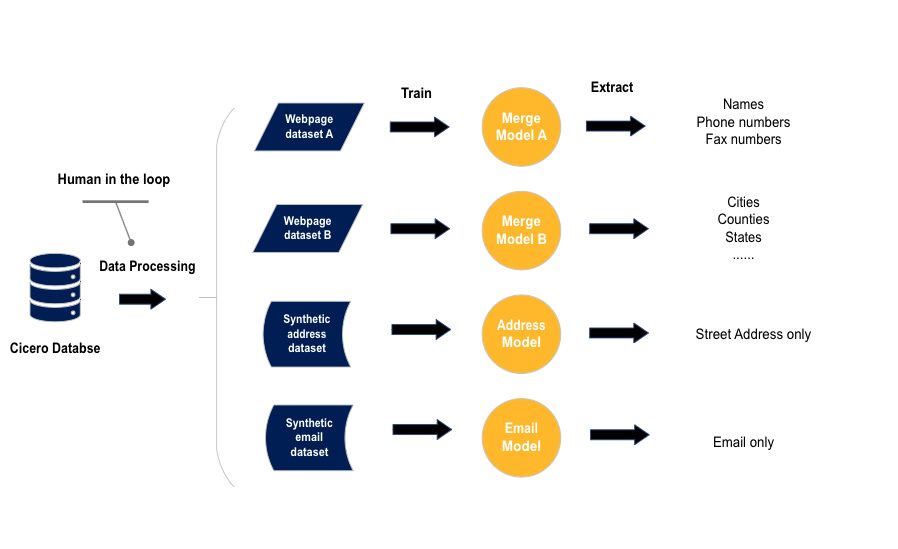 Human in the loop
Data Processing
Cicero Databse
Train
Extract
Webpage
dataset A
Merge
Model A
Names
Phone numbers
Fax numbers
Webpage
dataset B
Merge
Model B
Cities
Counties
States
......
Synthetic
address
dataset
Address
Model
Street Address only
Synthetic
email
dataset
Email
Model
Email only